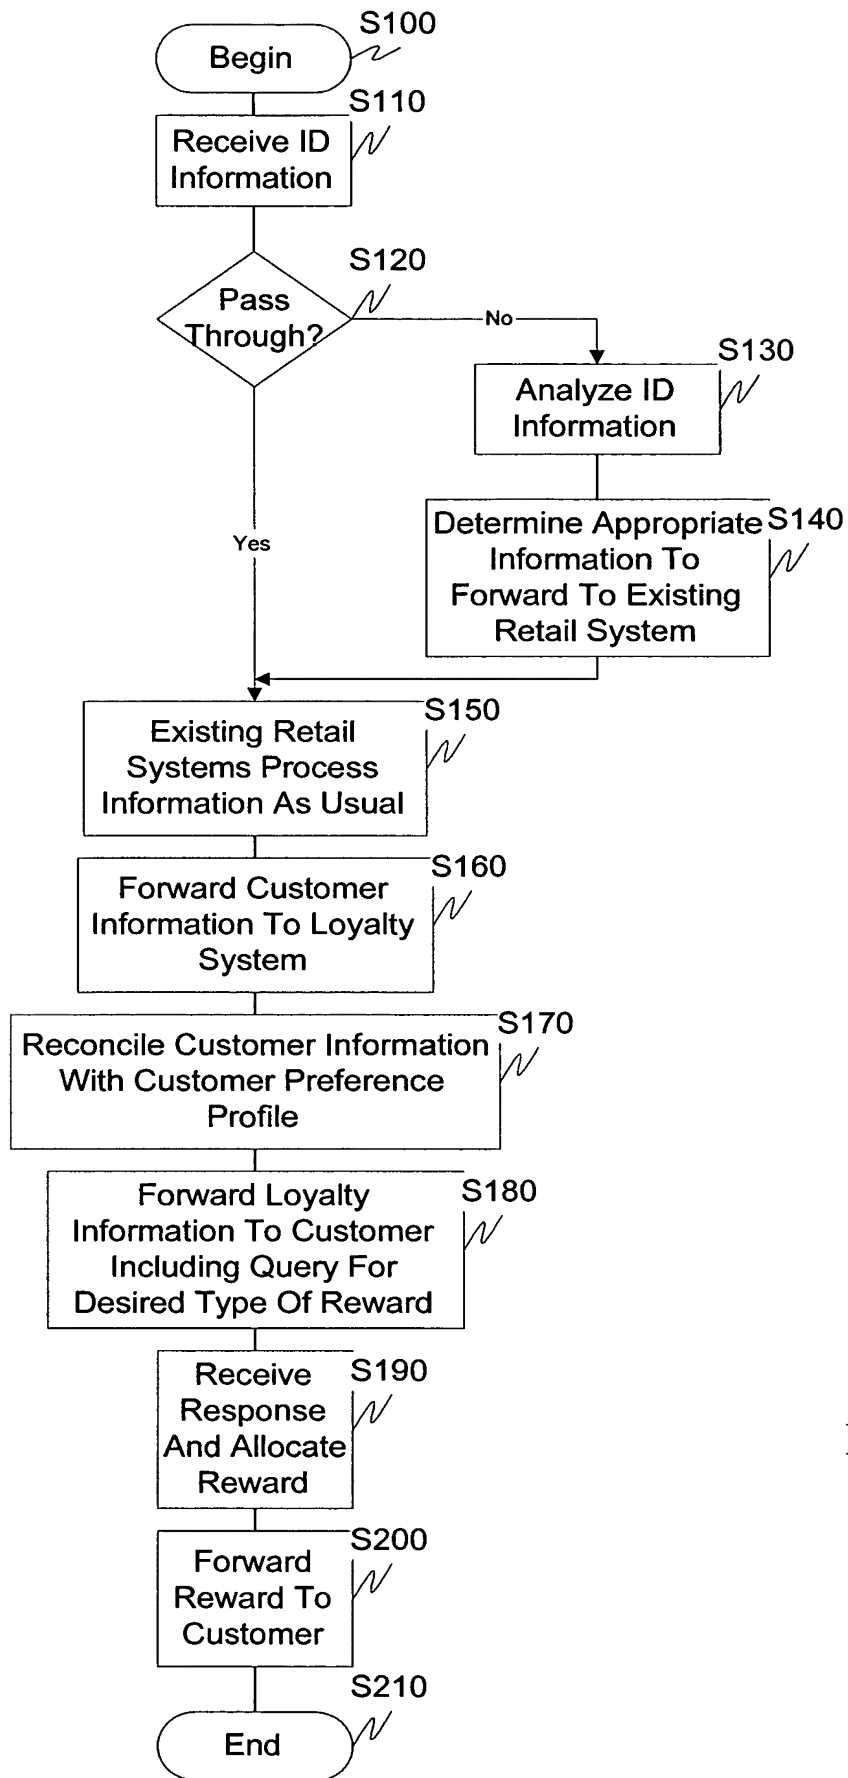 S100
Begin
S110
Receive ID
Information
S120
Pass
Through?
No
S130
Analyze ID
Information
Yes
S140
Determine Appropriate
Information To
Forward To Existing
Retail System
S150
Existing Retail
Systems Process
Information As Usual
S160
Forward Customer
Information To Loyalty
System
S170
Reconcile Customer Information
With Customer Preference
Profile
S180
Forward Loyalty
Information To Customer
Including Query For
Desired Type Of Reward
S190
Receive
Response
And Allocate
Reward
S200
Forward
Reward To
Customer
S210
End